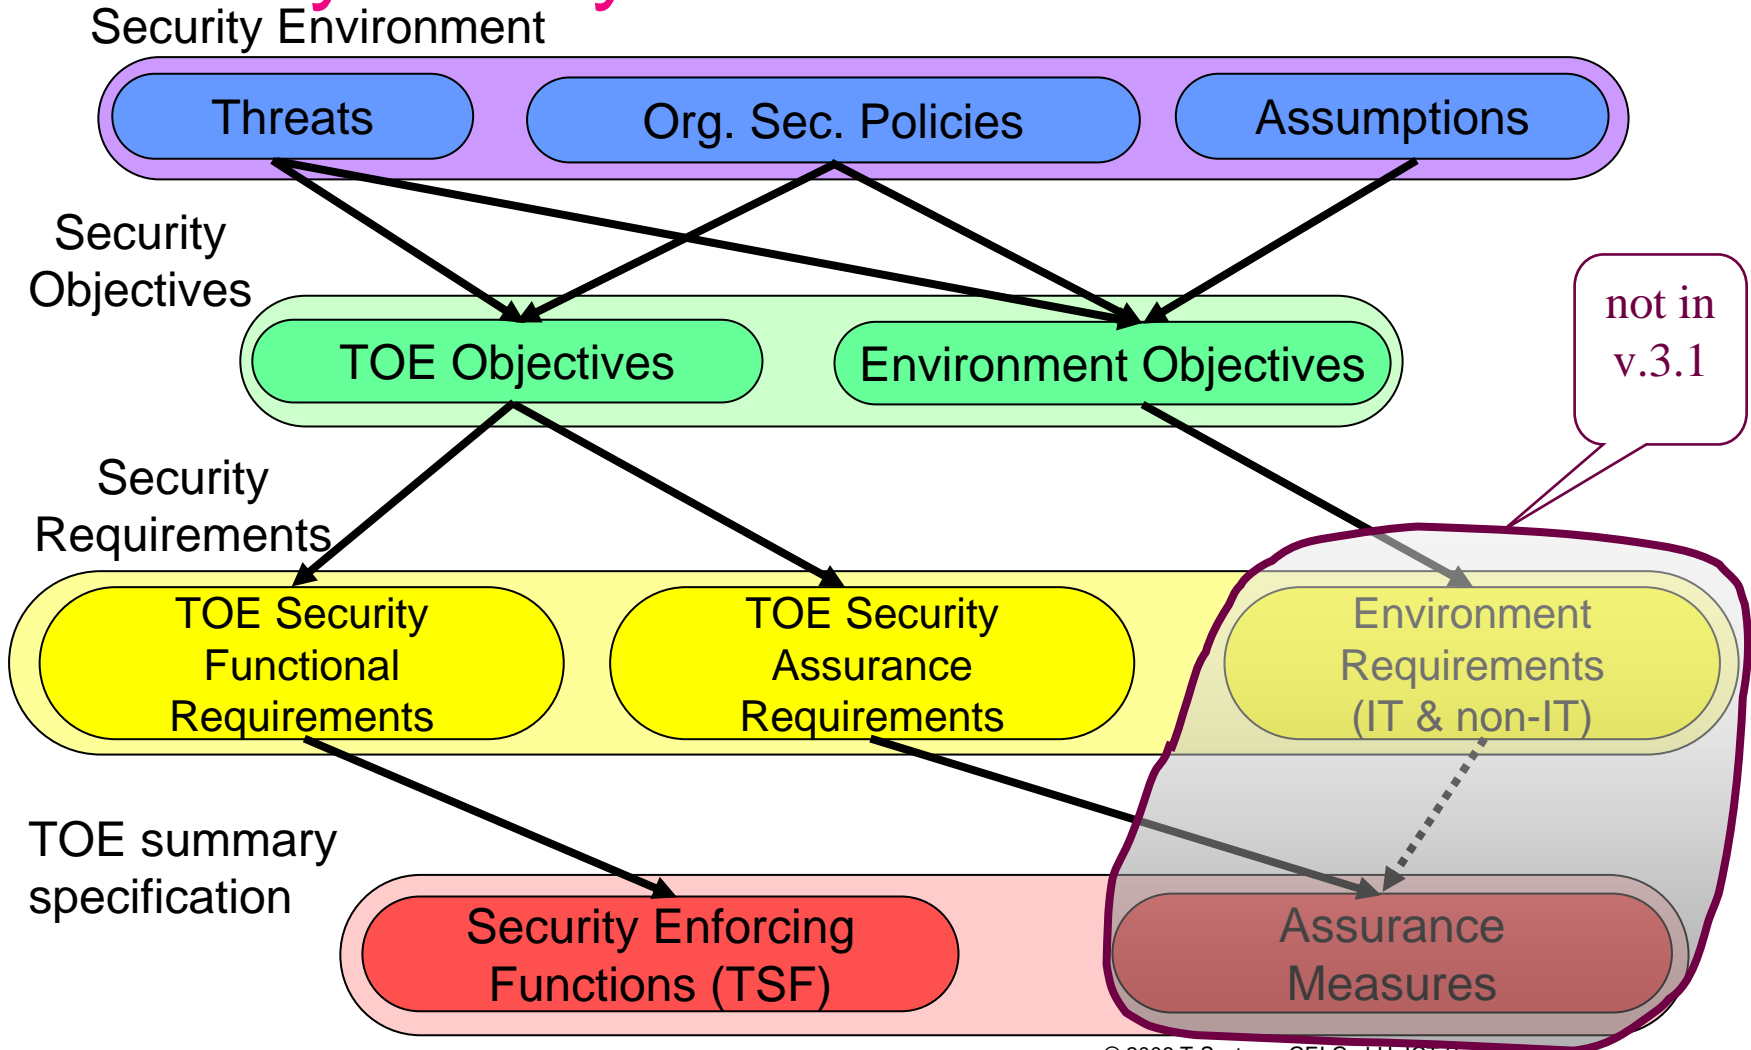 Security Environment
Threats
Org. Sec. Policies
Assumptions
Security
Objectives
not in
v.3.1
TOE Objectives
Environment Objectives
Security
Requirements
TOE Security
Functional
Requirements
TOE Security
Assurance
Requirements
Environment
Requirements
(IT & non-IT)
TOE summary
specification
Security Enforcing
Functions (TSF)
Assurance
Measures